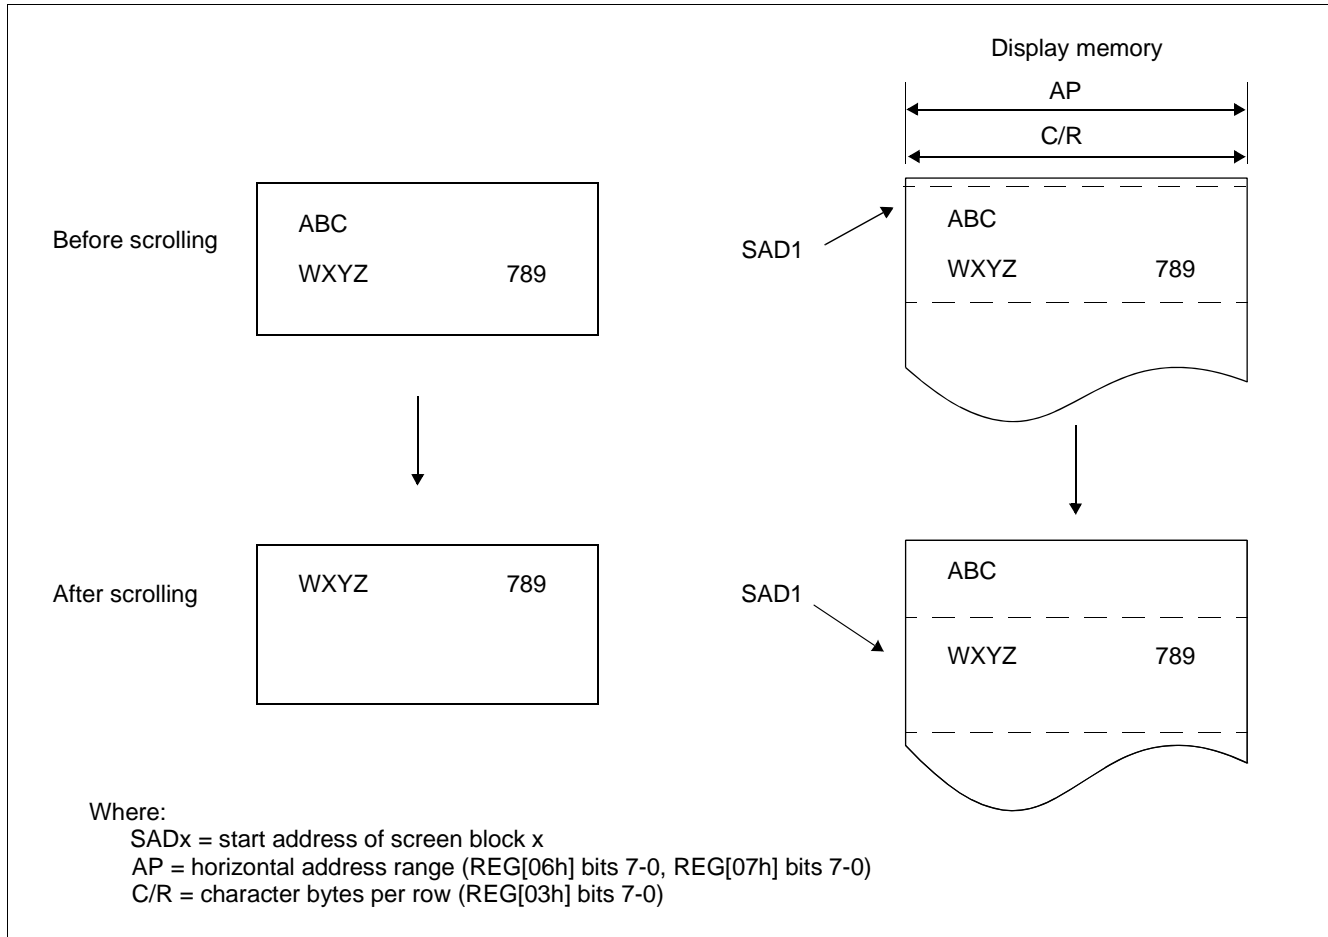 Display memory
AP
C/R
Before scrolling
ABC
WXYZ 789
SAD1
ABC
WXYZ 789
After scrolling
WXYZ 789
SAD1
ABC
WXYZ 789
Where:
SADx = start address of screen block x
AP = horizontal address range (REG[06h] bits 7-0, REG[07h] bits 7-0)
C/R = character bytes per row (REG[03h] bits 7-0)